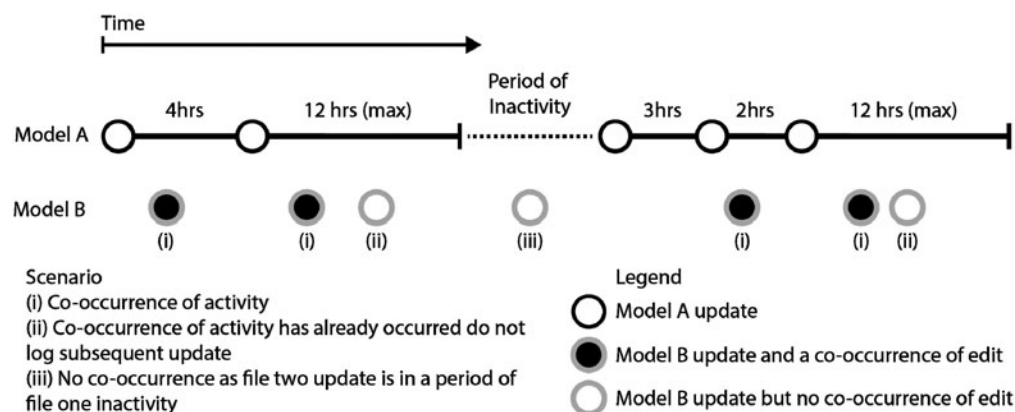 Time
Period of
Inactivity
4hrs
12 hrs (max)
3hrs
2hrs
12 hrs (max)
Model A
Model B
(i)
(i)
(ii)
(iii)
(i)
(i)
(ii)
Scenario
(i) Co-occurrence of activity
(ii) Co-occurrence of activity has already occurred do not
log subsequent update
(iii) No co-occurrence as file two update is in a period of
file one inactivity
Legend
Model A update
Model B update and a co-occurrence of edit
Model B update but no co-occurrence of edit